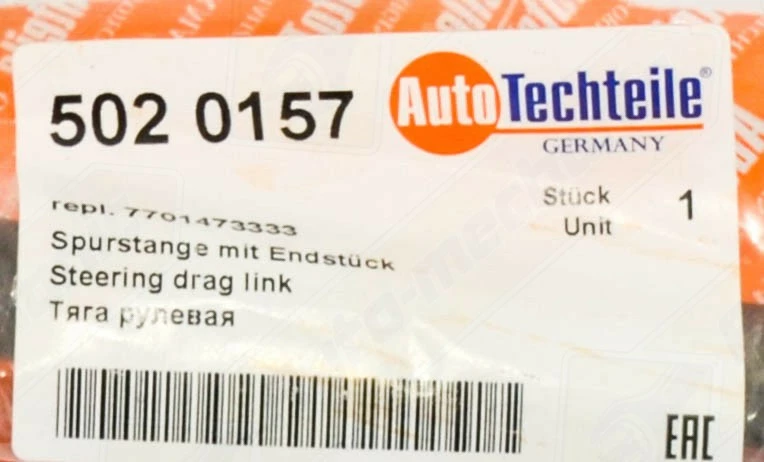 502 0157
AutoTechteile®
GERMANY
Stück 1
Unit
repl. 7701473333
Spurstange mit Endstück
Steering drag link
Тяга рулевая
EAC